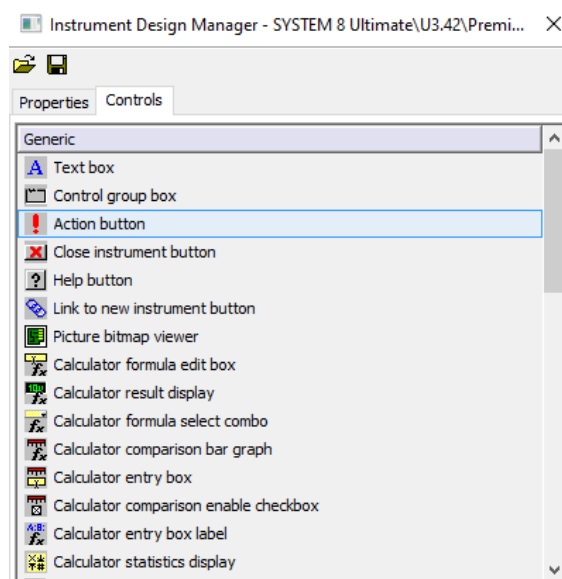 Instrument Design Manager - SYSTEM 8 Ultimate\U3.42\Premi...
Properties Controls
Generic
Text box
Control group box
Action button
Close instrument button
Help button
Link to new instrument button
Picture bitmap viewer
Calculator formula edit box
Calculator result display
Calculator formula select combo
Calculator comparison bar graph
Calculator entry box
Calculator comparison enable checkbox
Calculator entry box label
Calculator statistics display